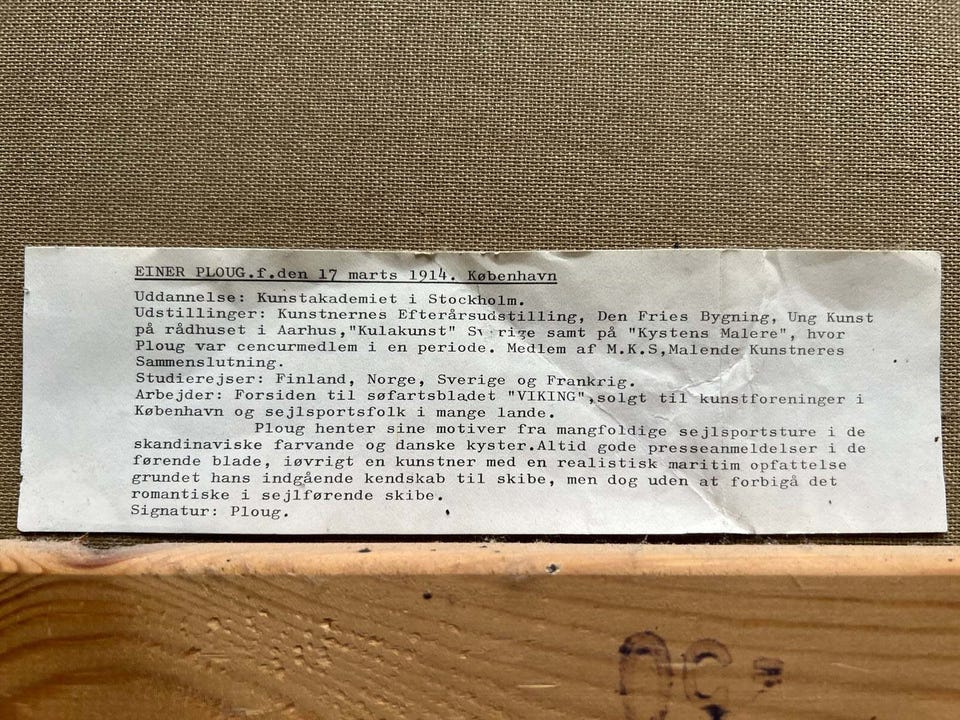 EINER PLOUG.f.den 17 marts 1914. København
Uddannelse: Kunstakademiet i Stockholm.
Udstillinger: Kunstnernes Efterårsudstilling, Den Fries Bygning, Ung Kunst
på rådhuset i Aarhus,"Kulakunst" Sverige samt på "Kystens Malere", hvor
Ploug var cencurmedlem i en periode. Medlem af M.K.S,Malende Kunstneres
Sammenslutning.
Studierejser: Finland, Norge, Sverige og Frankrig.
Arbejder: Forsiden til søfartsbladet "VIKING",solgt til kunstforeninger i
København og sejlsportsfolk i mange lande.
Ploug henter sine motiver fra mangfoldige sejlsportsture i de
skandinaviske farvande og danske kyster.Altid gode presseanmeldelser i de
førende blade, iøvrigt en kunstner med en realistisk maritim opfattelse
grundet hans indgående kendskab til skibe, men dog uden at forbigå det
romantiske i sejlførende skibe.
Signatur: Ploug.